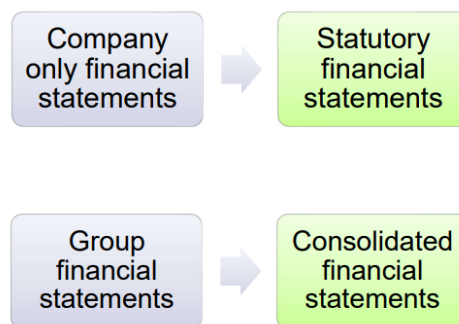 Company
only financial
statements
Statutory
financial
statements
Group
financial
statements
Consolidated
financial
statements